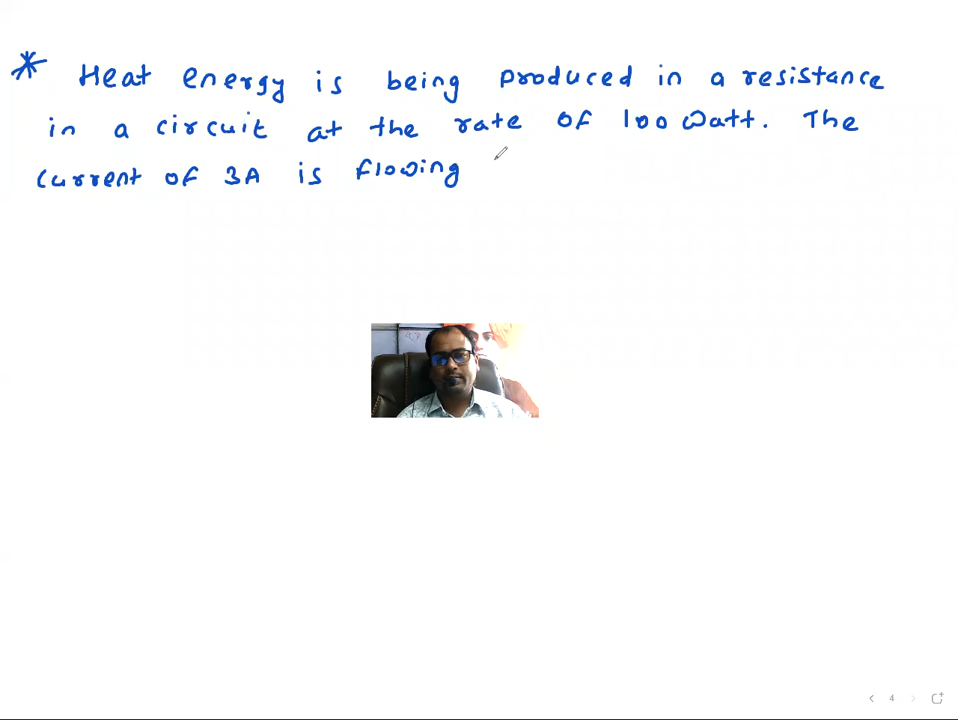 * Heat energy is being produced in a resistance
in a circuit at the rate of 100 watt. The
current of 3A is flowing
4